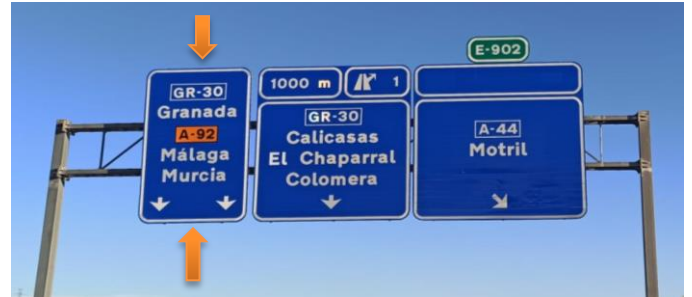 GR-30
Granada
A-92
Málaga
Murcia
1000 m
1
GR-30
Calicasas
El Chaparral
Colomera
E-902
A-44
Motril